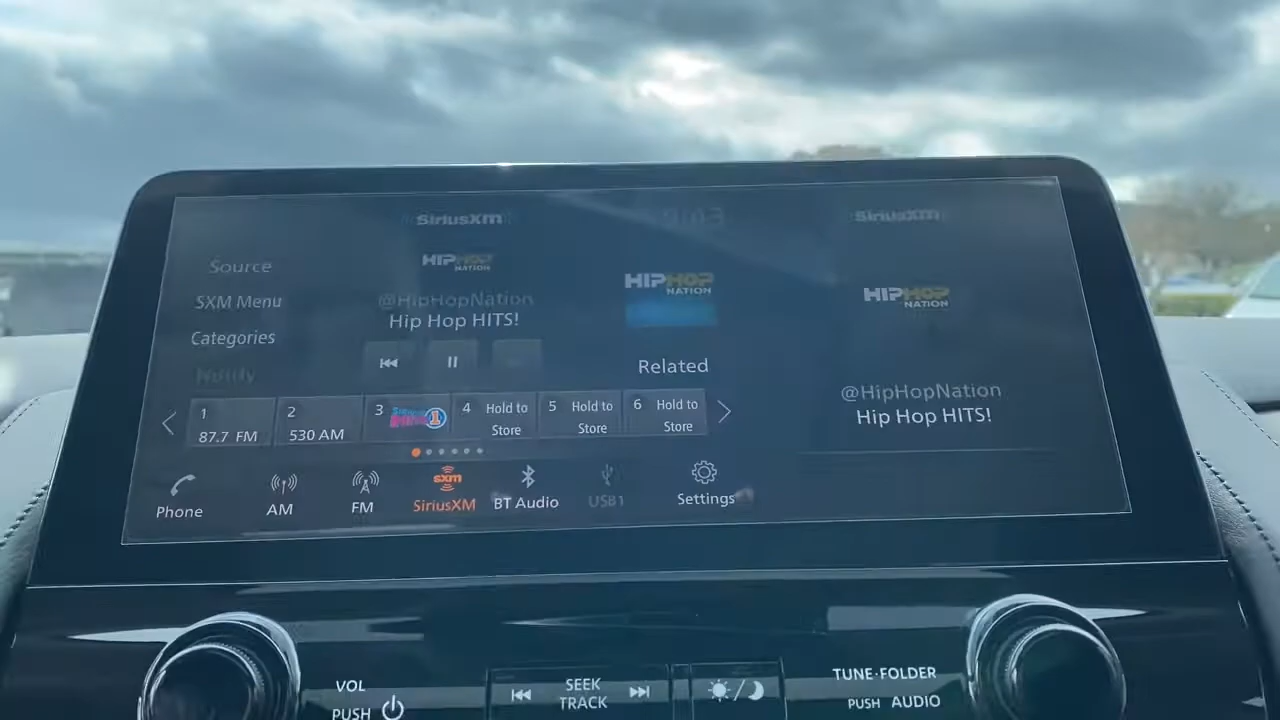 SiriusXM
9:43
SiriusXM
Source
SXM Menu
Categories
Notify
HIPHOP
NATION
@HipHopNation
Hip Hop HITS!
HIPHOP
NATION
Related
HIPHOP
NATION
@HipHopNation
Hip Hop HITS!
1
87.7 FM
2
530 AM
3
4
Hold to
Store
5
Hold to
Store
6
Hold to
Store
Phone
AM
FM
sxm
SiriusXM
BT Audio
USB1
Settings
VOL
PUSH
SEEK
TRACK
TUNE·FOLDER
PUSH AUDIO